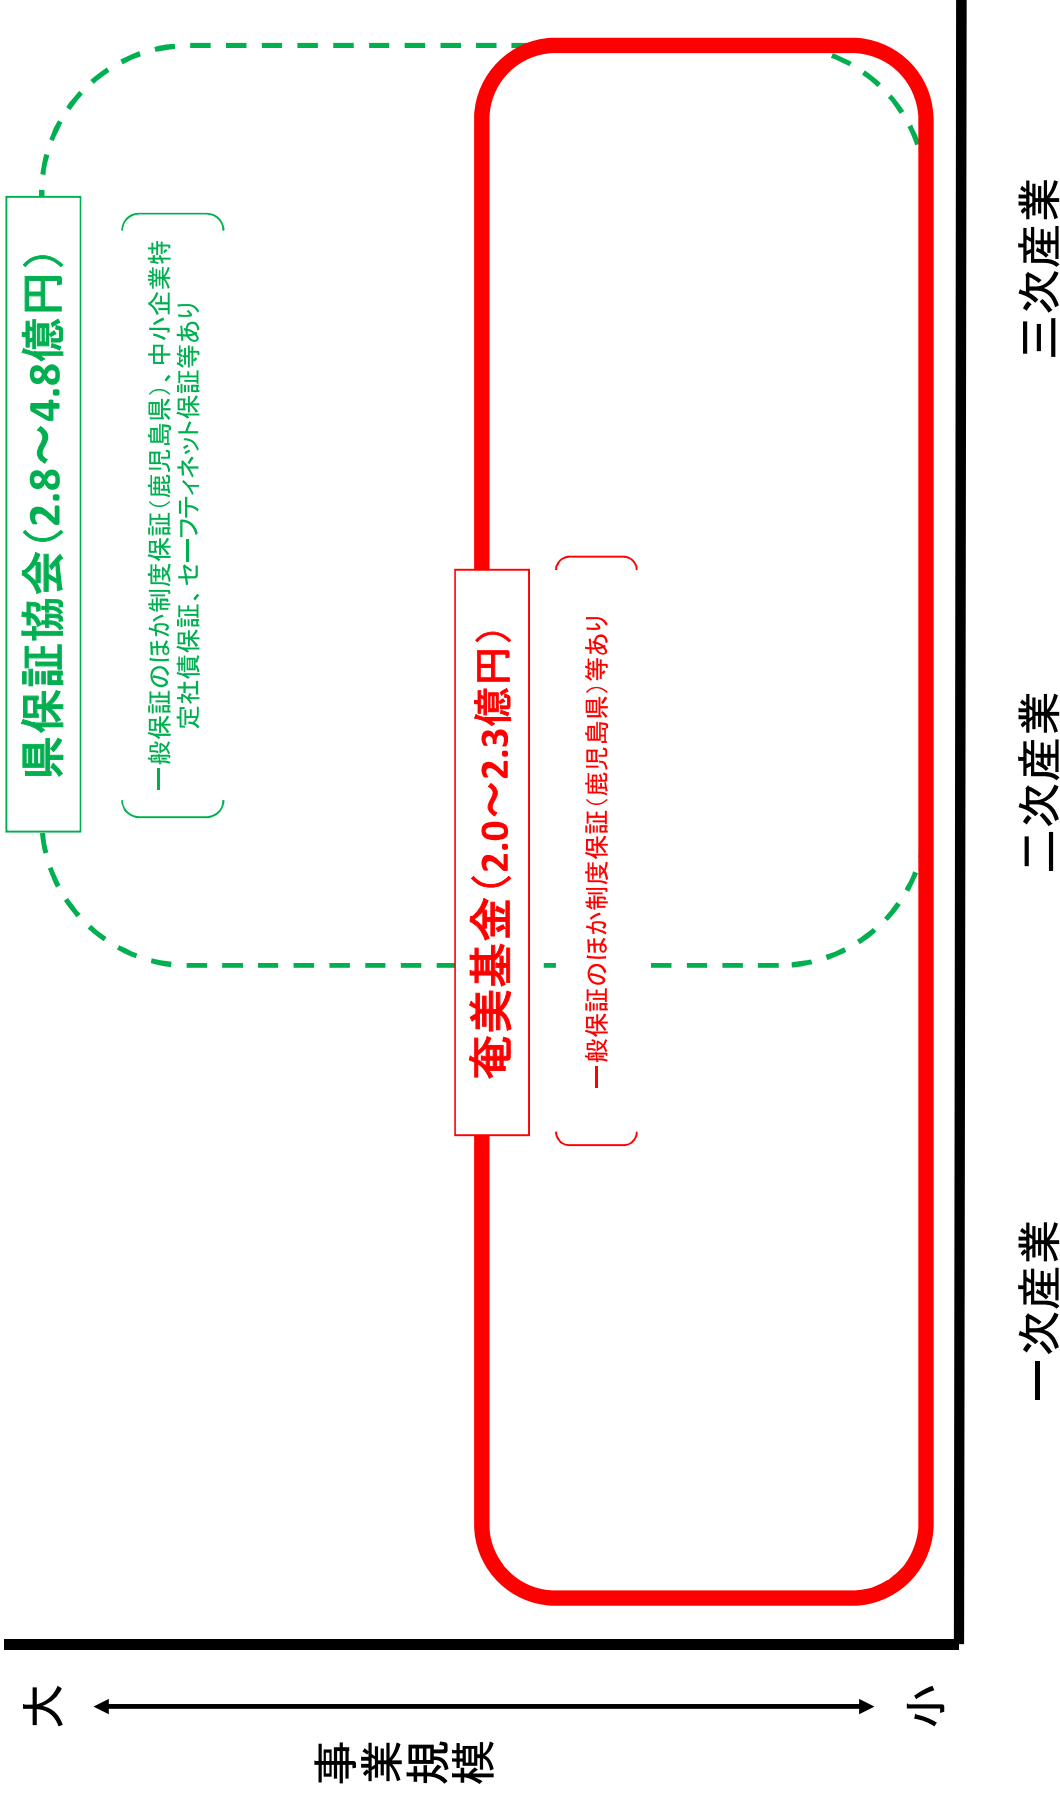 県保証協会（2.8～4.8億円）
一般保証のほか制度保証（鹿児島県）、中小企業特
定社債保証、セーフティネット保証等あり
奄美基金（2.0～2.3億円）
一般保証のほか制度保証（鹿児島県）等あり
大
事業規模
小
一次産業
二次産業
三次産業